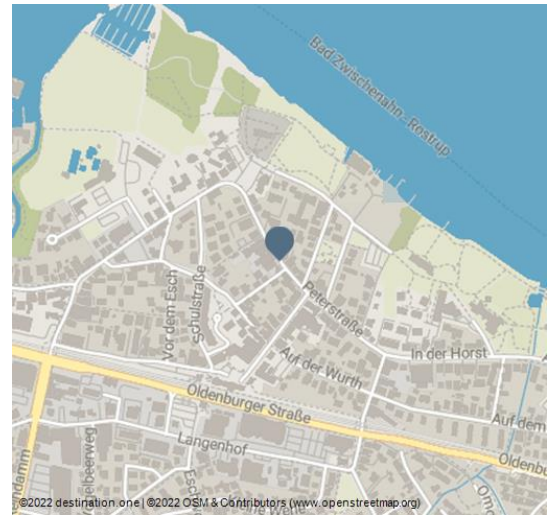 Bad Zwischenahn - Rostrup
Vor dem Esch
Schulstraße
Peterstraße
In der Horst
Auf der Wurth
Auf dem
Oldenburger Straße
Langenhof
Oldenbu
©2022 destination.one | ©2022 OSM & Contributors (www.openstreetmap.org)